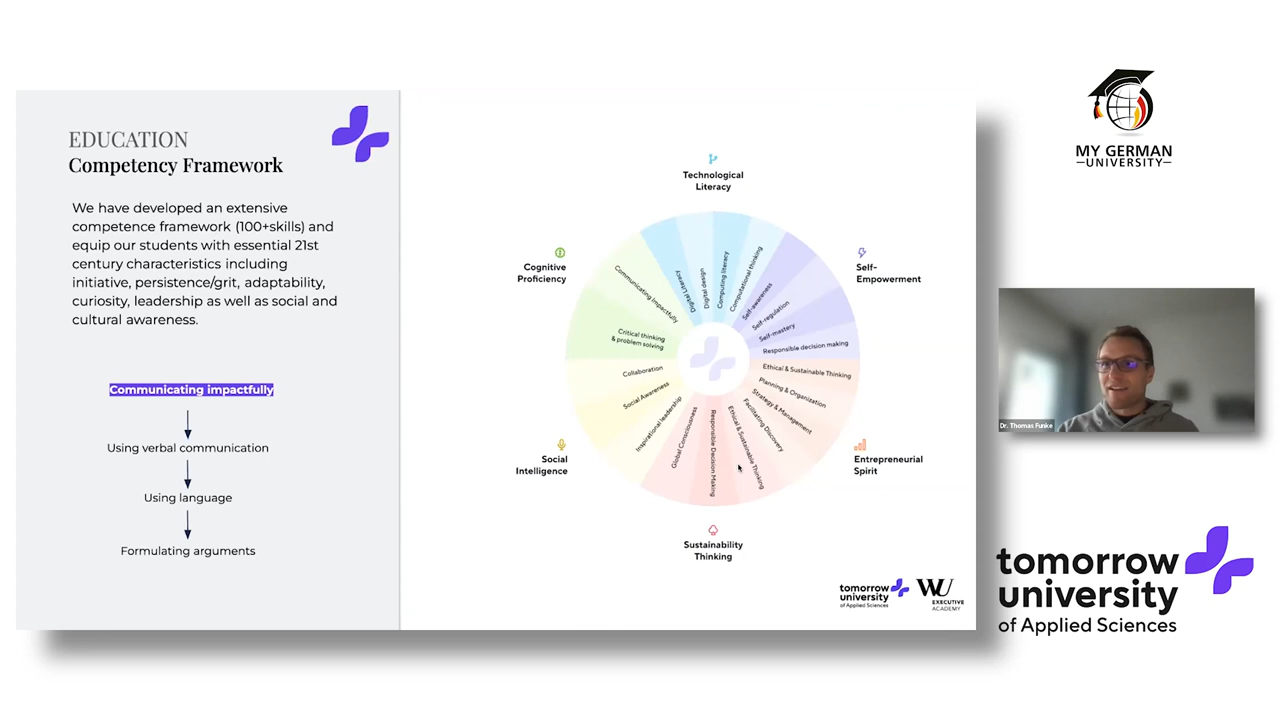 EDUCATION
Competency Framework
We have developed an extensive
competence framework (100+skills) and
equip our students with essential 21st
century characteristics including
initiative, persistence/grit, adaptability,
curiosity, leadership as well as social and
cultural awareness.
Communicating impactfully
Using verbal communication
Using language
Formulating arguments
Technological
Literacy
Self-
Empowerment
Entrepreneurial
Spirit
Sustainability
Thinking
Social
Intelligence
Cognitive
Proficiency
Digital Literacy
Digital design
Computing literacy
Computational thinking
Self-awareness
Self-regulation
Self-mastery
Responsible decision making
Ethical & Sustainable Thinking
Planning & Organization
Strategy & Management
Facilitating Discovery
Ethical & Sustainable Thinking
Responsible Decision Making
Global Consciousness
Inspirational leadership
Social Awareness
Collaboration
Critical thinking
& problem solving
Communicating Impactfully
tomorrow
university
of Applied Sciences
WU
EXECUTIVE
ACADEMY
MY GERMAN
UNIVERSITY
Dr. Thomas Funke
tomorrow
university
of Applied Sciences